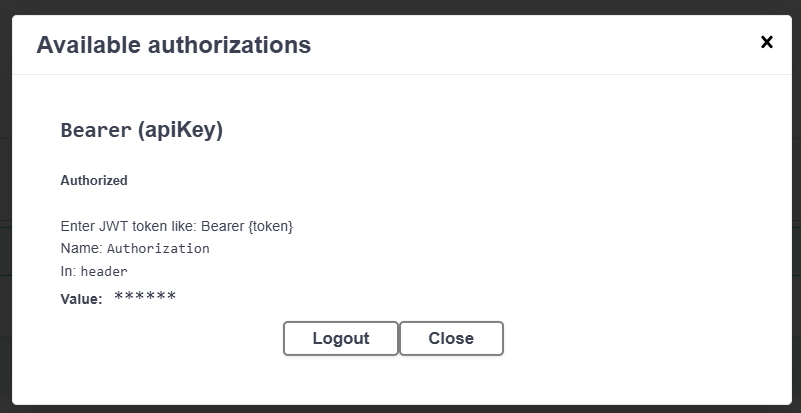 Available authorizations
x
Bearer (apiKey)
Authorized
Enter JWT token like: Bearer {token}
Name: Authorization
In: header
Value: ******
Logout Close